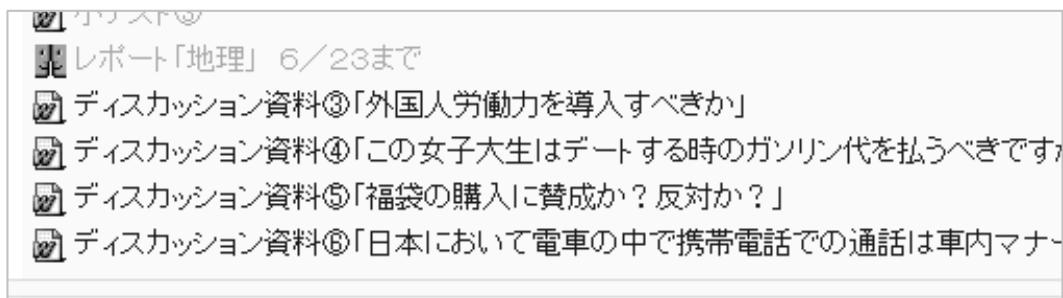 小テスト⑤
レポート「地理」 6／23まで
ディスカッション資料③「外国人労働力を導入すべきか」
ディスカッション資料④「この女子大生はデートする時のガソリン代を払うべきです
ディスカッション資料⑤「福袋の購入に賛成か？反対か？」
ディスカッション資料⑥「日本において電車の中で携帯電話での通話は車内マナー